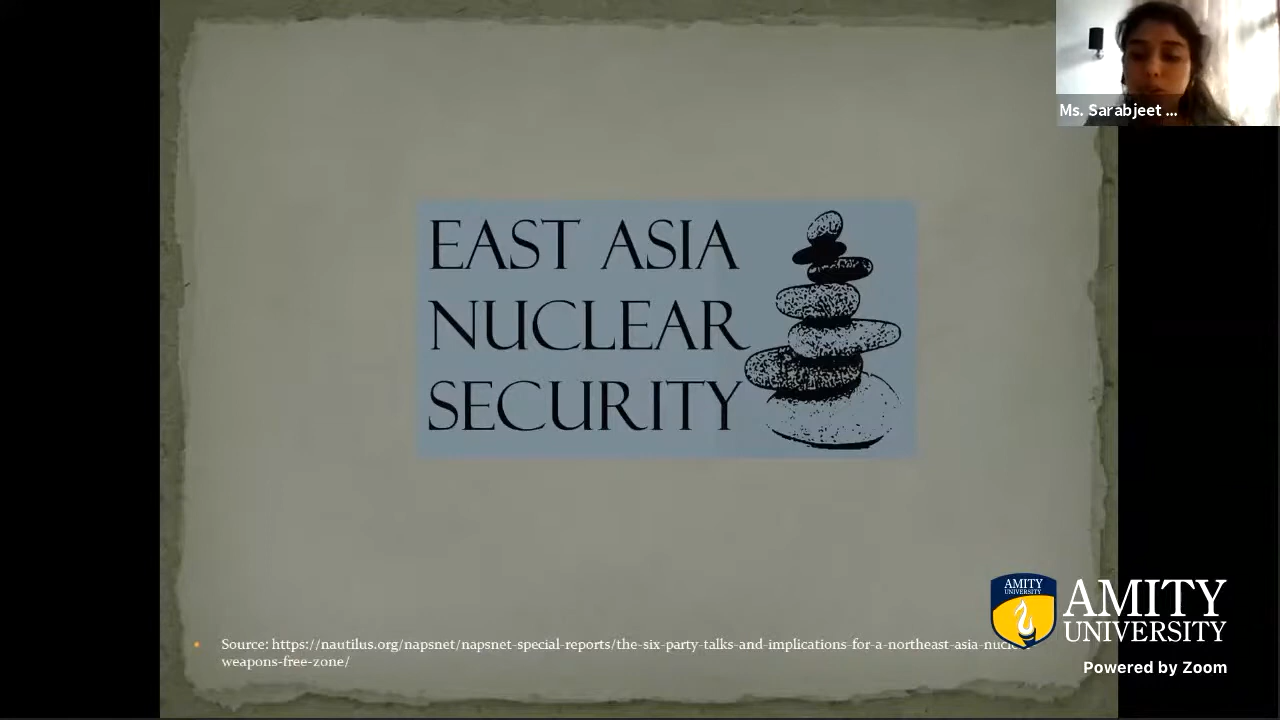 Ms. Sarabjeet ...
EAST ASIA
NUCLEAR
SECURITY
Source: https://nautilus.org/napsnet/napsnet-special-reports/the-six-party-talks-and-implications-for-a-northeast-asia-nucle
weapons-free-zone/
AMITY
UNIVERSITY
AMITY
UNIVERSITY
Powered by Zoom